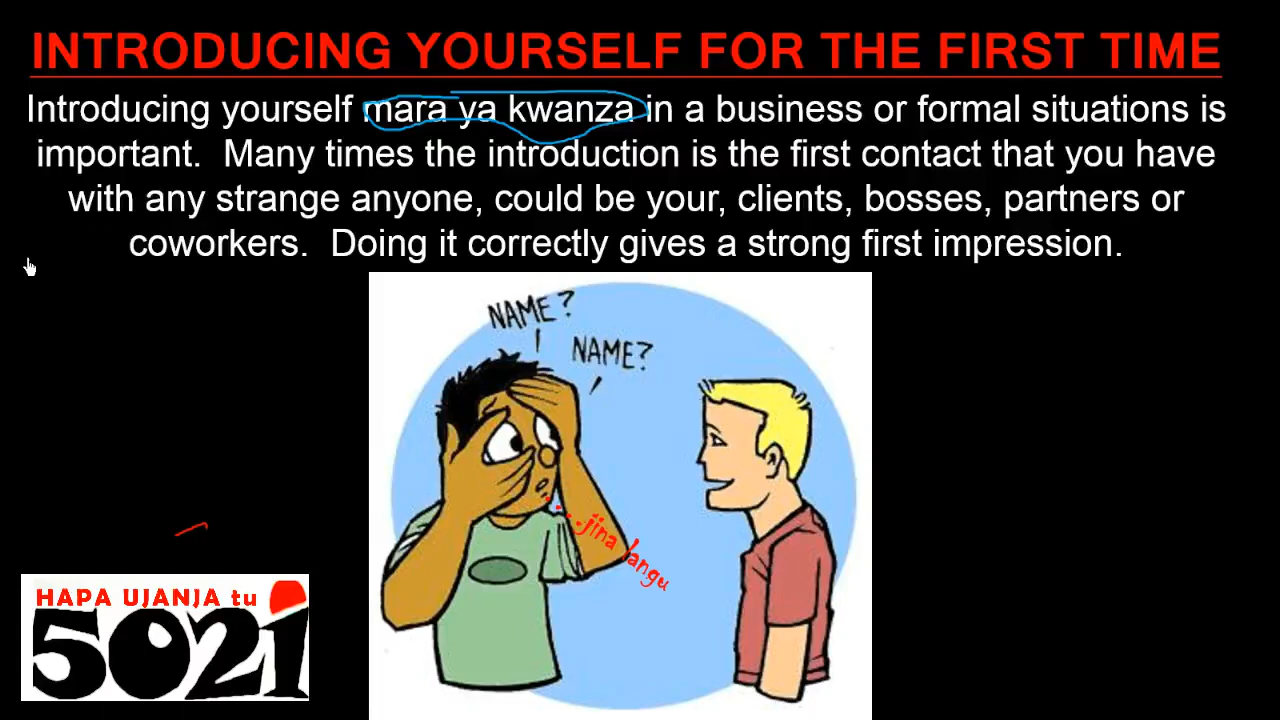 INTRODUCING YOURSELF FOR THE FIRST TIME
Introducing yourself mara ya kwanza in a business or formal situations is
important. Many times the introduction is the first contact that you have
with any strange anyone, could be your, clients, bosses, partners or
coworkers. Doing it correctly gives a strong first impression.
NAME?
NAME?
....jina langu
HAPA UJANJA tu
5021